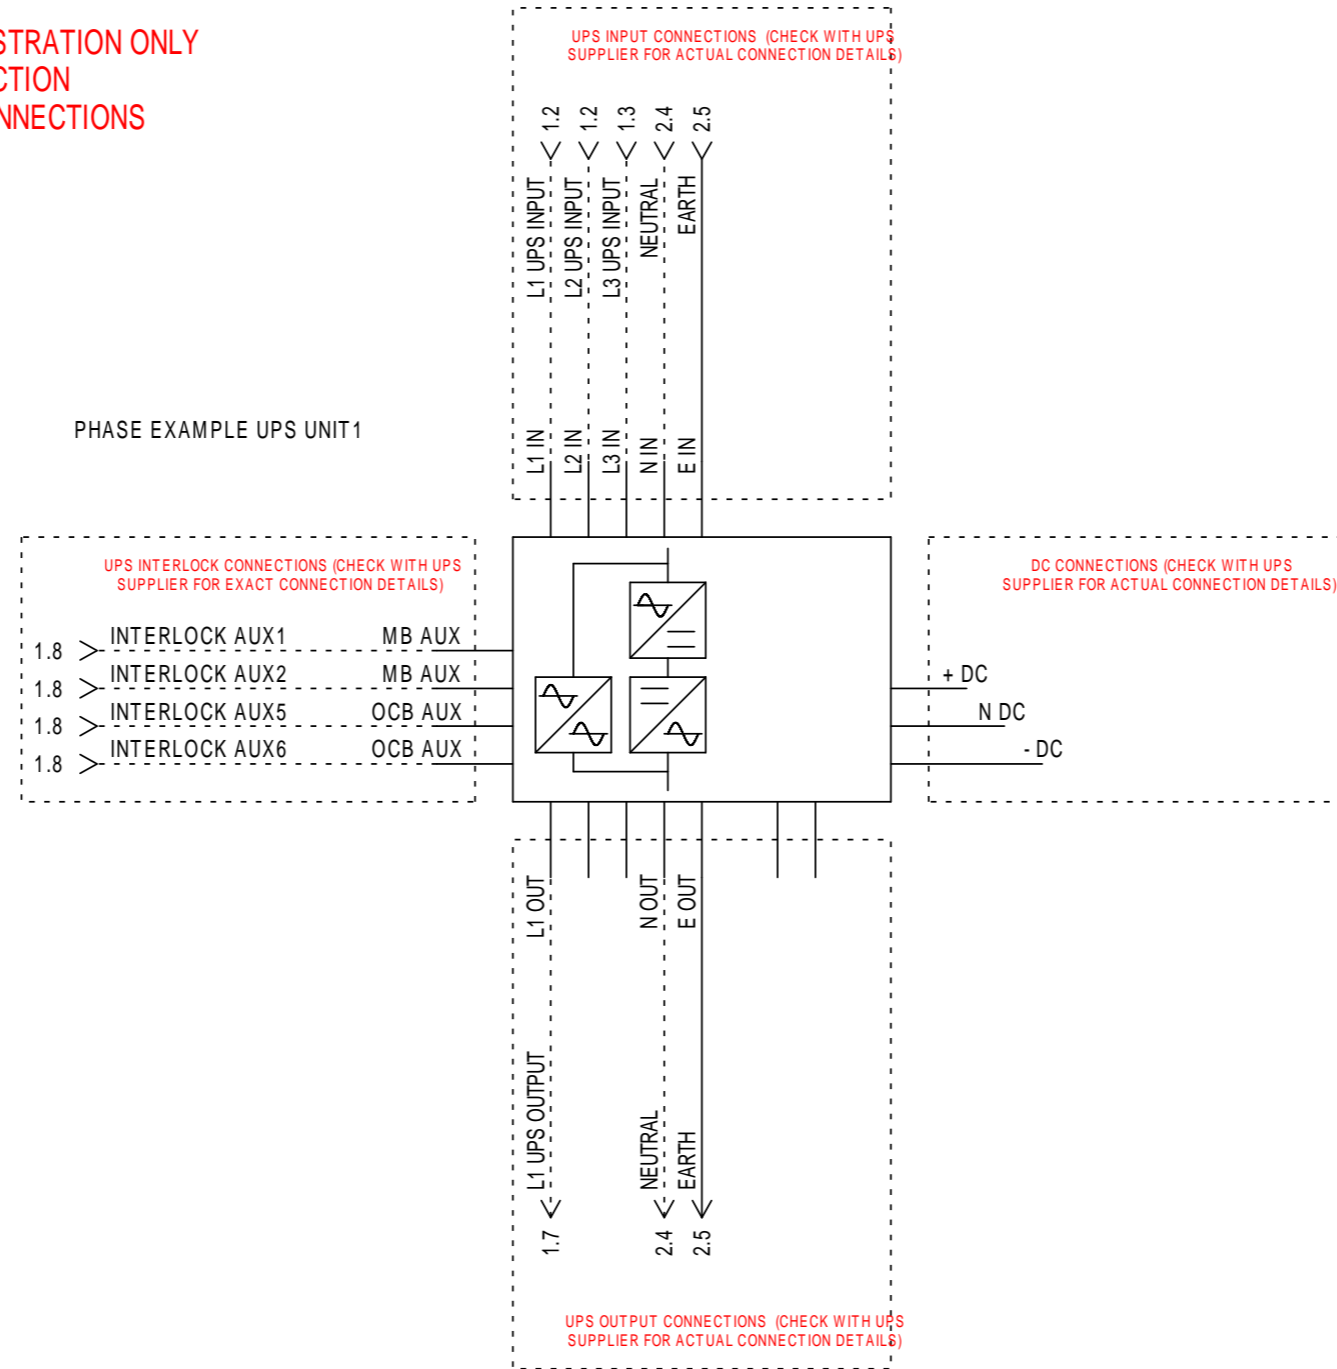 STRATION ONLY
CTION
NNECTIONS
UPS INPUT CONNECTIONS (CHECK WITH UPS
SUPPLIER FOR ACTUAL CONNECTION DETAILS)
1.2
1.2
1.3
2.4
2.5
L1 UPS INPUT
L2 UPS INPUT
L3 UPS INPUT
NEUTRAL
EARTH
L1 IN
L2 IN
L3 IN
N IN
E IN
PHASE EXAMPLE UPS UNIT1
UPS INTERLOCK CONNECTIONS (CHECK WITH UPS
SUPPLIER FOR EXACT CONNECTION DETAILS)
1.8 INTERLOCK AUX1 MB AUX
1.8 INTERLOCK AUX2 MB AUX
1.8 INTERLOCK AUX5 OCB AUX
1.8 INTERLOCK AUX6 OCB AUX
DC CONNECTIONS (CHECK WITH UPS
SUPPLIER FOR ACTUAL CONNECTION DETAILS)
+ DC
N DC
- DC
L1 OUT
N OUT
E OUT
L1 UPS OUTPUT
NEUTRAL
EARTH
1.7
2.4
2.5
UPS OUTPUT CONNECTIONS (CHECK WITH UPS
SUPPLIER FOR ACTUAL CONNECTION DETAILS)